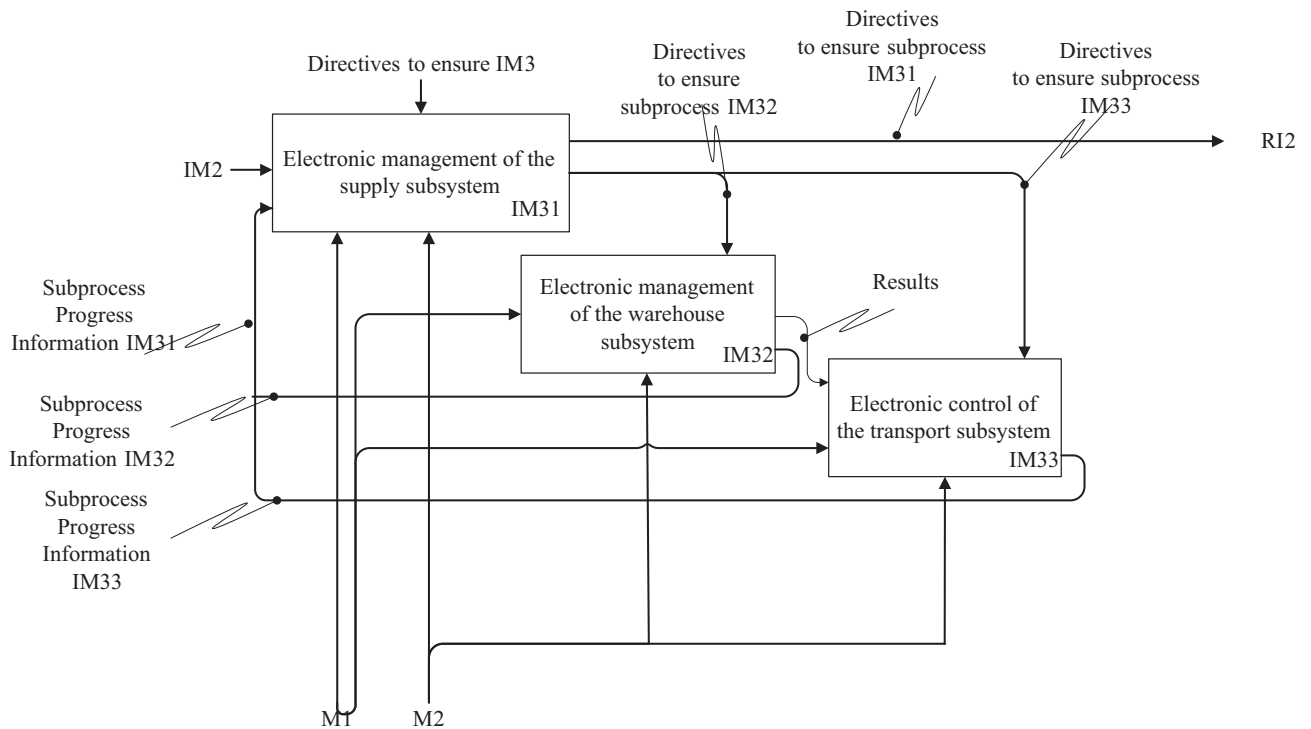 Directives
to ensure subprocess
IM31
Directives
to ensure
subprocess IM32
Directives
to ensure subprocess
IM33
Directives to ensure IM3
RI2
Electronic management of the
supply subsystem
IM31
IM2
Subprocess
Progress
Information IM31
Electronic management
of the warehouse
subsystem
IM32
Results
Subprocess
Progress
Information IM32
Electronic control of
the transport subsystem
IM33
Subprocess
Progress
Information
IM33
M1
M2